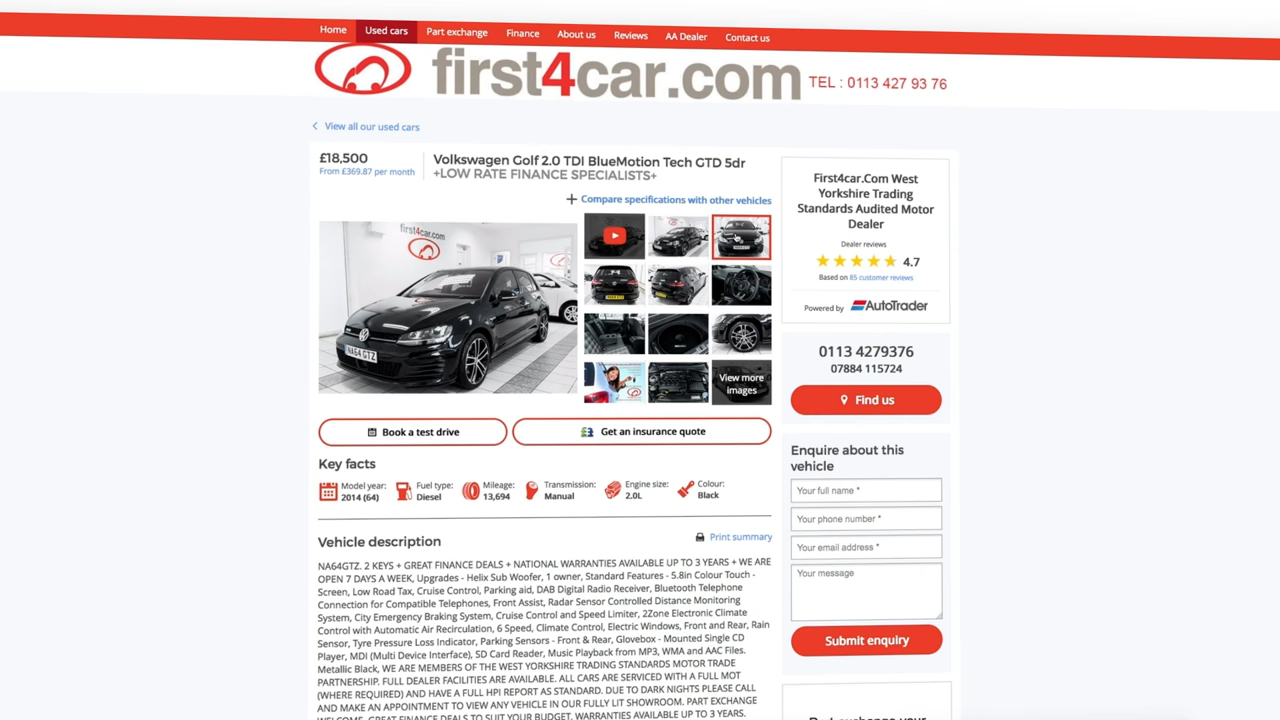 Home Used cars Part exchange Finance About us Reviews AA Dealer Contact us
first4car.com TEL : 0113 427 93 76
View all our used cars
£18,500
From £369.87 per month
Volkswagen Golf 2.0 TDI BlueMotion Tech GTD 5dr
+LOW RATE FINANCE SPECIALISTS+
Compare specifications with other vehicles
first4car.com
NA64 GTZ
View more
images
Book a test drive
Get an insurance quote
Key facts
Model year:
2014 (64)
Fuel type:
Diesel
Mileage:
13,694
Transmission:
Manual
Engine size:
2.0L
Colour:
Black
Vehicle description
Print summary
NA64GTZ. 2 KEYS + GREAT FINANCE DEALS + NATIONAL WARRANTIES AVAILABLE UP TO 3 YEARS + WE ARE
OPEN 7 DAYS A WEEK, Upgrades - Helix Sub Woofer, 1 owner, Standard Features - 5.8in Colour Touch -
Screen, Low Road Tax, Cruise Control, Parking aid, DAB Digital Radio Receiver, Bluetooth Telephone
Connection for Compatible Telephones, Front Assist, Radar Sensor Controlled Distance Monitoring
System, City Emergency Braking System, Cruise Control and Speed Limiter, 2Zone Electronic Climate
Control with Automatic Air Recirculation, 6 Speed, Climate Control, Electric Windows, Front and Rear, Rain
Sensor, Tyre Pressure Loss Indicator, Parking Sensors - Front & Rear, Glovebox - Mounted Single CD
Player, MDI (Multi Device Interface), SD Card Reader, Music Playback from MP3, WMA and AAC Files.
Metallic Black, WE ARE MEMBERS OF THE WEST YORKSHIRE TRADING STANDARDS MOTOR TRADE
PARTNERSHIP. FULL DEALER FACILITIES ARE AVAILABLE. ALL CARS ARE SERVICED WITH A FULL MOT
(WHERE REQUIRED) AND HAVE A FULL HPI REPORT AS STANDARD. DUE TO DARK NIGHTS PLEASE CALL
AND MAKE AN APPOINTMENT TO VIEW ANY VEHICLE IN OUR FULLY LIT SHOWROOM. PART EXCHANGE
WELCOME. GREAT FINANCE DEALS TO SUIT YOUR BUDGET. WARRANTIES AVAILABLE UP TO 3 YEARS.
First4car.Com West
Yorkshire Trading
Standards Audited Motor
Dealer
Dealer reviews
4.7
Based on 85 customer reviews
Powered by AutoTrader
0113 4279376
07884 115724
Find us
Enquire about this
vehicle
Your full name *
Your phone number *
Your email address *
Your message
Submit enquiry